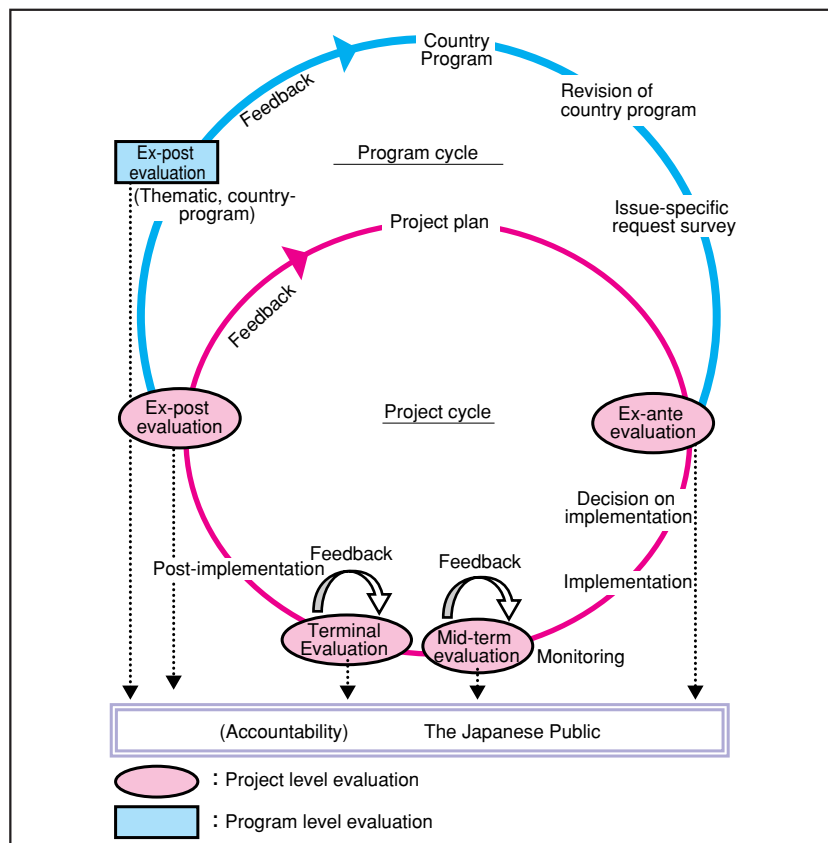 Country
Program
Feedback
Revision of
country program
Ex-post
evaluation
Program cycle
(Thematic, country-
program)
Issue-specific
request survey
Project plan
Feedback
Ex-post
evaluation
Project cycle
Ex-ante
evaluation
Decision on
implementation
Feedback
Feedback
Post-implementation
Implementation
Terminal
Evaluation
Mid-term
evaluation
Monitoring
(Accountability) The Japanese Public
: Project level evaluation
: Program level evaluation